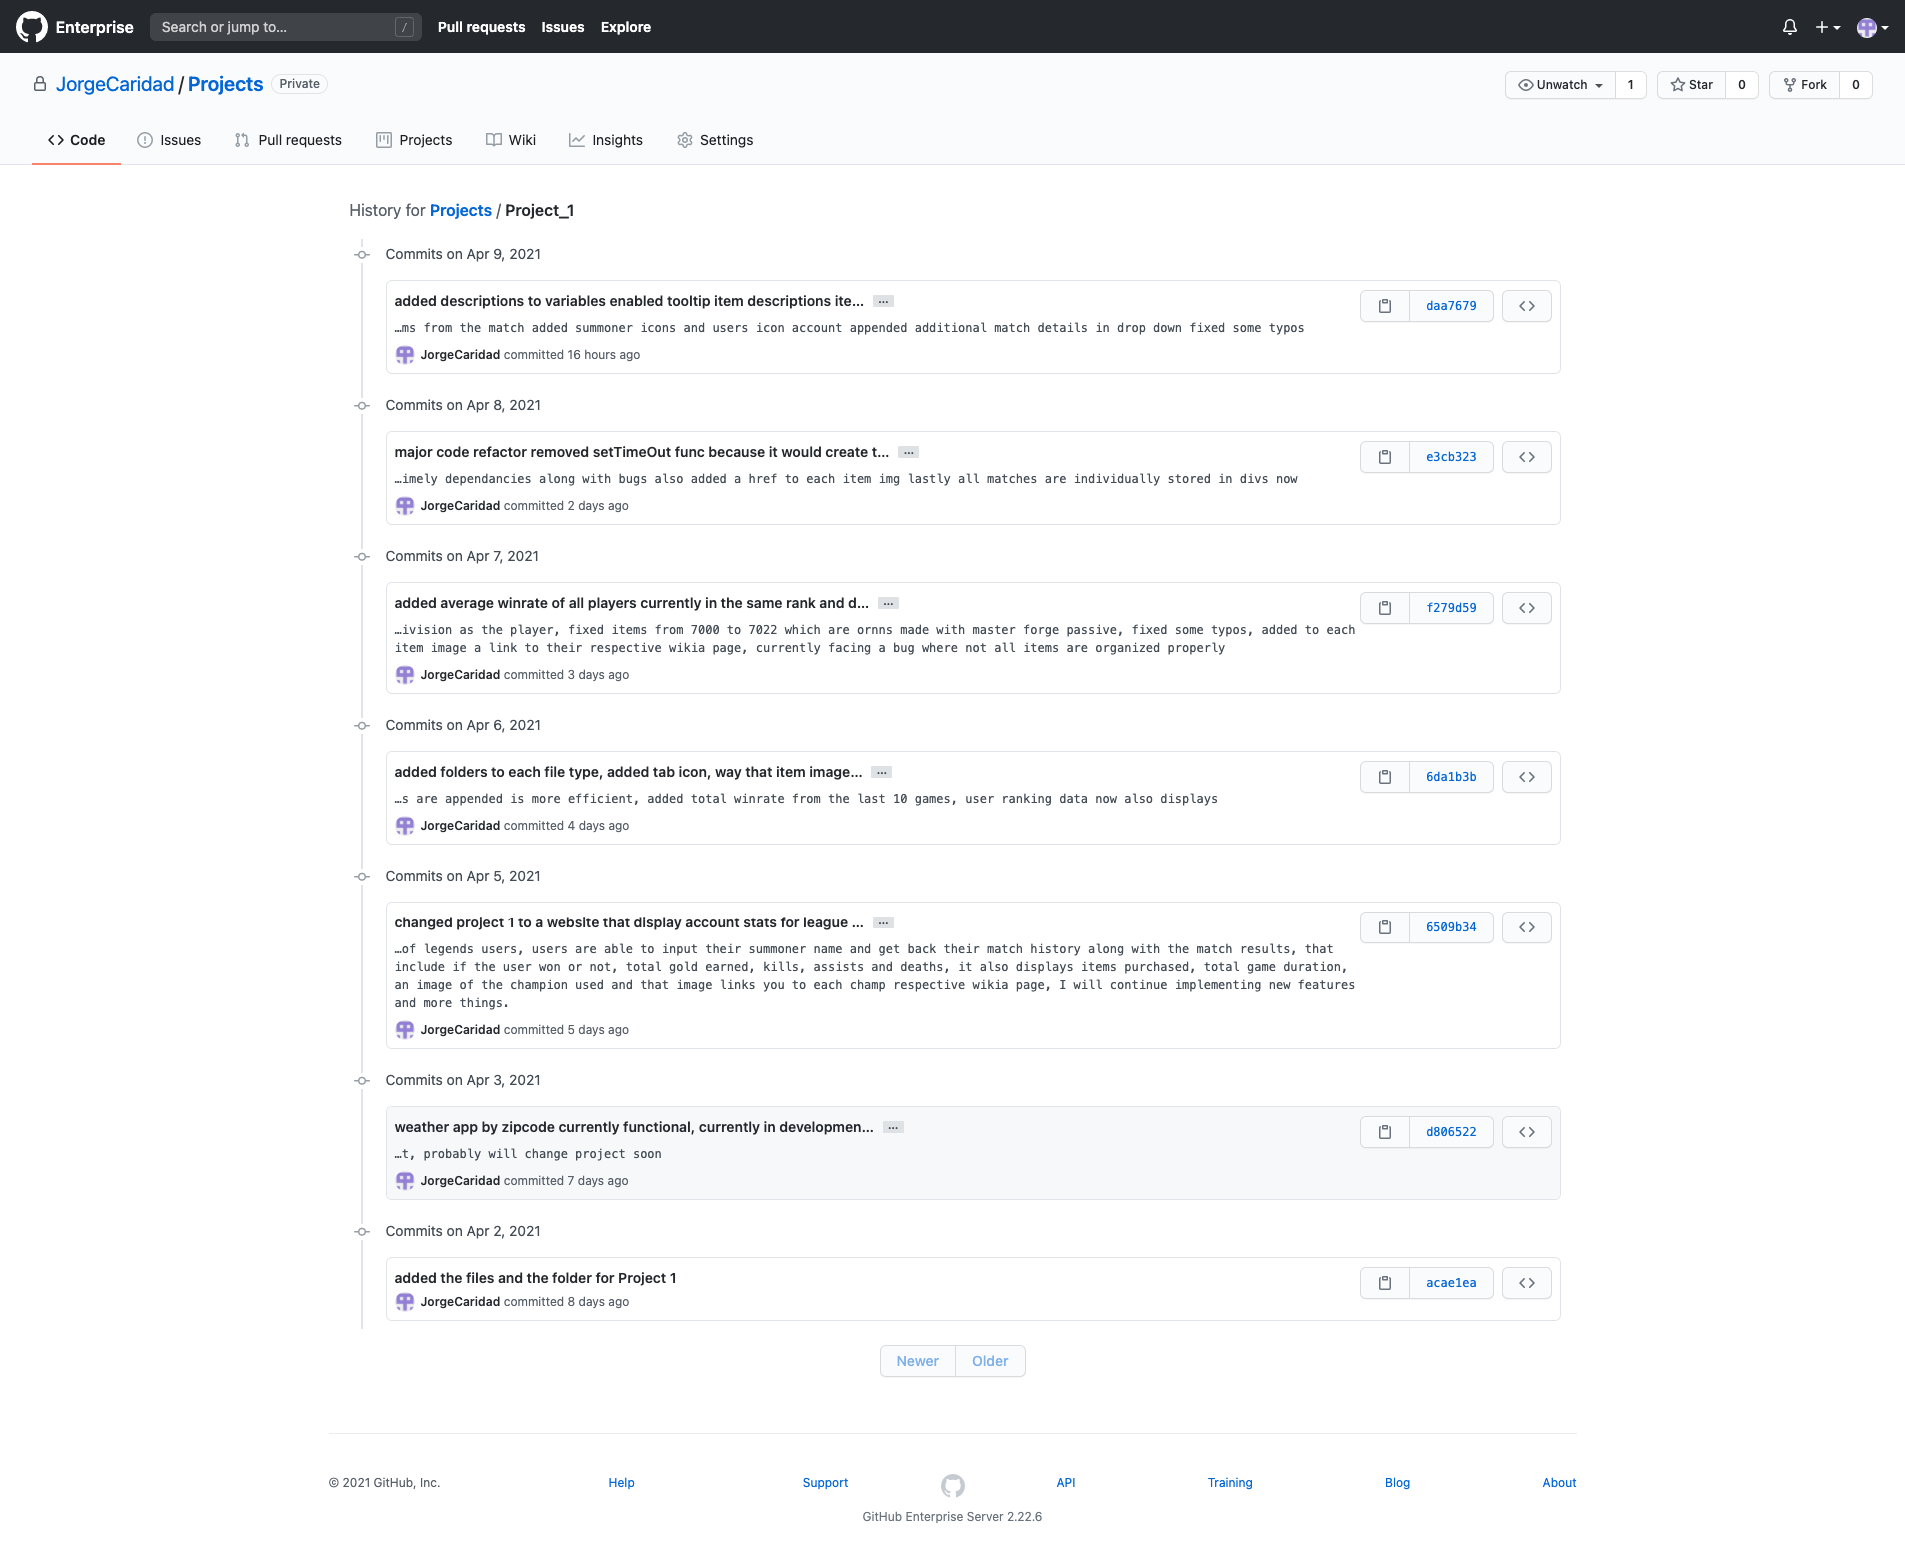 Enterprise
Search or jump to...
/
Pull requests
Issues
Explore
JorgeCaridad / Projects Private
Unwatch 1
Star 0
Fork 0
Code
Issues
Pull requests
Projects
Wiki
Insights
Settings
History for Projects / Project_1
Commits on Apr 9, 2021
added descriptions to variables enabled tooltip item descriptions ite... …
daa7679
…ms from the match added summoner icons and users icon account appended additional match details in drop down fixed some typos
JorgeCaridad committed 16 hours ago
Commits on Apr 8, 2021
major code refactor removed setTimeOut func because it would create t... …
e3cb323
…imely dependancies along with bugs also added a href to each item img lastly all matches are individually stored in divs now
JorgeCaridad committed 2 days ago
Commits on Apr 7, 2021
added average winrate of all players currently in the same rank and d... …
f279d59
…ivision as the player, fixed items from 7000 to 7022 which are ornns made with master forge passive, fixed some typos, added to each
item image a link to their respective wikia page, currently facing a bug where not all items are organized properly
JorgeCaridad committed 3 days ago
Commits on Apr 6, 2021
added folders to each file type, added tab icon, way that item image... …
6da1b3b
…s are appended is more efficient, added total winrate from the last 10 games, user ranking data now also displays
JorgeCaridad committed 4 days ago
Commits on Apr 5, 2021
changed project 1 to a website that display account stats for league ... …
6509b34
…of legends users, users are able to input their summoner name and get back their match history along with the match results, that
include if the user won or not, total gold earned, kills, assists and deaths, it also displays items purchased, total game duration,
an image of the champion used and that image links you to each champ respective wikia page, I will continue implementing new features
and more things.
JorgeCaridad committed 5 days ago
Commits on Apr 3, 2021
weather app by zipcode currently functional, currently in developmen... …
d806522
…t, probably will change project soon
JorgeCaridad committed 7 days ago
Commits on Apr 2, 2021
added the files and the folder for Project 1
acae1ea
JorgeCaridad committed 8 days ago
Newer
Older
© 2021 GitHub, Inc.
Help
Support
API
Training
Blog
About
GitHub Enterprise Server 2.22.6